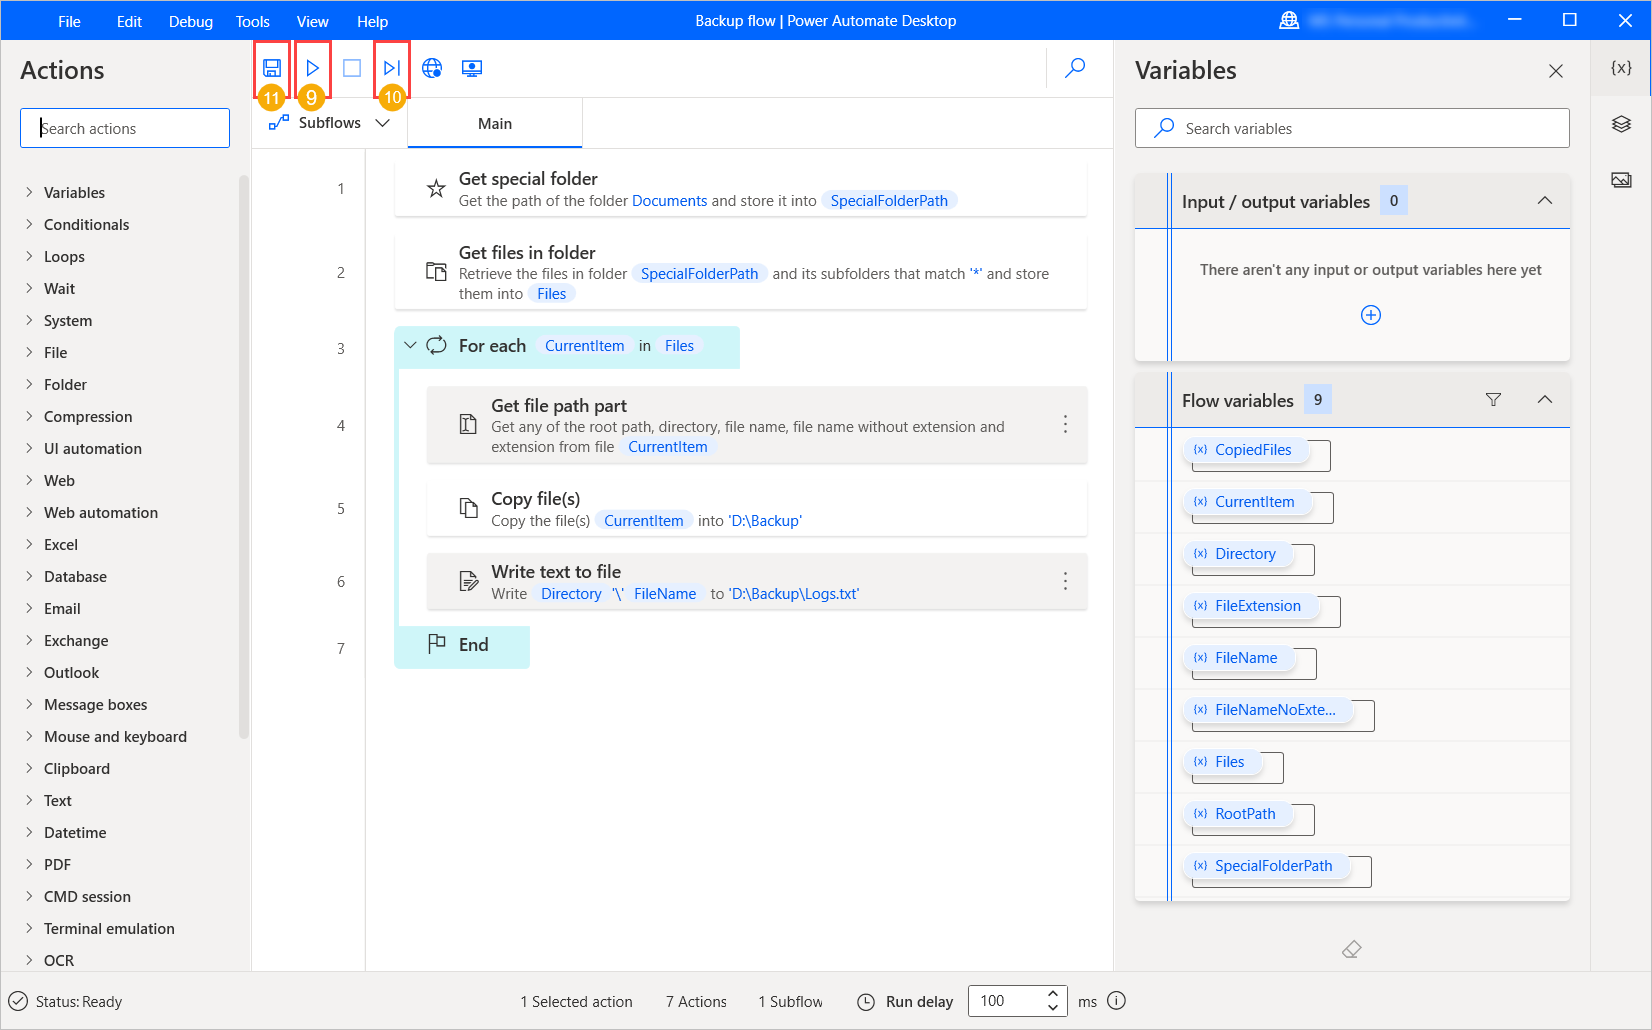 File Edit Debug Tools View Help
Backup flow | Power Automate Desktop
Actions
Search actions
Variables
Conditionals
Loops
Wait
System
File
Folder
Compression
UI automation
Web
Web automation
Excel
Database
Email
Exchange
Outlook
Message boxes
Mouse and keyboard
Clipboard
Text
Datetime
PDF
CMD session
Terminal emulation
OCR
11 9 10
Subflows Main
1 Get special folder
Get the path of the folder Documents and store it into SpecialFolderPath
2 Get files in folder
Retrieve the files in folder SpecialFolderPath and its subfolders that match '*' and store
them into Files
3 For each CurrentItem in Files
4 Get file path part
Get any of the root path, directory, file name, file name without extension and
extension from file CurrentItem
5 Copy file(s)
Copy the file(s) CurrentItem into 'D:\Backup'
6 Write text to file
Write Directory '\' FileName to 'D:\Backup\Logs.txt'
7 End
Variables
{x}
Search variables
Input / output variables 0
There aren't any input or output variables here yet
Flow variables 9
{x} CopiedFiles
{x} CurrentItem
{x} Directory
{x} FileExtension
{x} FileName
{x} FileNameNoExte...
{x} Files
{x} RootPath
{x} SpecialFolderPath
Status: Ready 1 Selected action 7 Actions 1 Subflow Run delay 100 ms